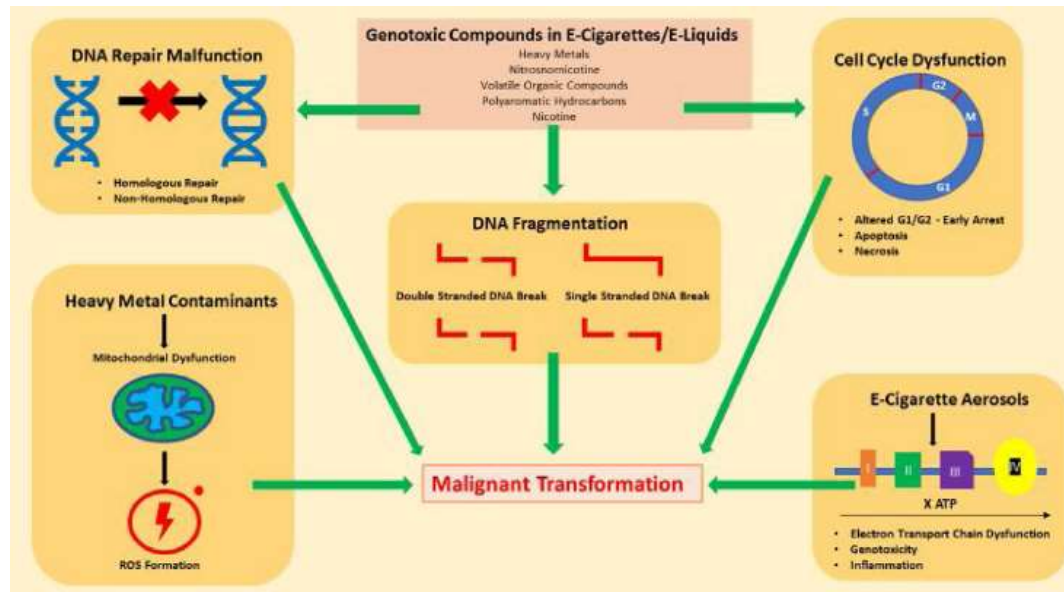 Genotoxic Compounds in E-Cigarettes/E-Liquids
Heavy Metals
Nitrosnornicotine
Volatile Organic Compounds
Polyaromatic Hydrocarbons
Nicotine
DNA Repair Malfunction
• Homologous Repair
• Non-Homologous Repair
Cell Cycle Dysfunction
G2
S
M
G1
• Altered G1/G2 - Early Arrest
• Apoptosis
• Necrosis
DNA Fragmentation
Double Stranded DNA Break
Single Stranded DNA Break
Heavy Metal Contaminants
Mitochondrial Dysfunction
ROS Formation
Malignant Transformation
E-Cigarette Aerosols
I
II
III
IV
X ATP
• Electron Transport Chain Dysfunction
• Genotoxicity
• Inflammation